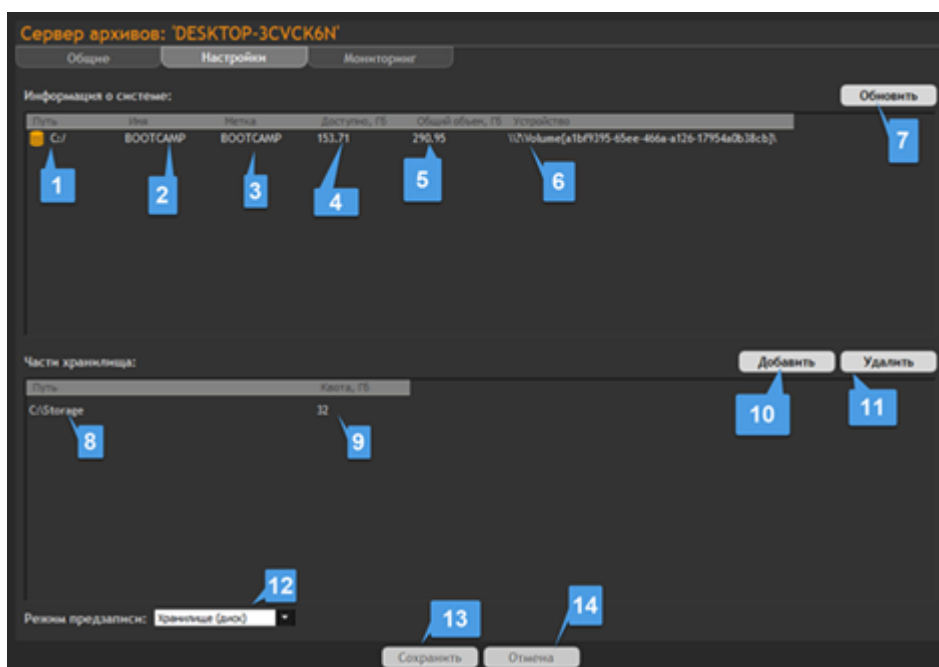 Сервер архивов: 'DESKTOP-3CVCK6N'
Общие Настройки Мониторинг
Информация о системе: Обновить
Путь Имя Метка Доступно, Гб Общий объем, Гб Устройство
C:/ BOOTCAMP BOOTCAMP 153.71 290.95 \\?\Volume{a1bf9395-65ee-466a-a126-17954a0b38cb}\
1 2 3 4 5 6 7
Части хранилища: Добавить Удалить
Путь Квота, Гб
C:\Storage 32
8 9 10 11
12
Режим предзаписи: Хранилище (диск)
13 14
Сохранить Отмена